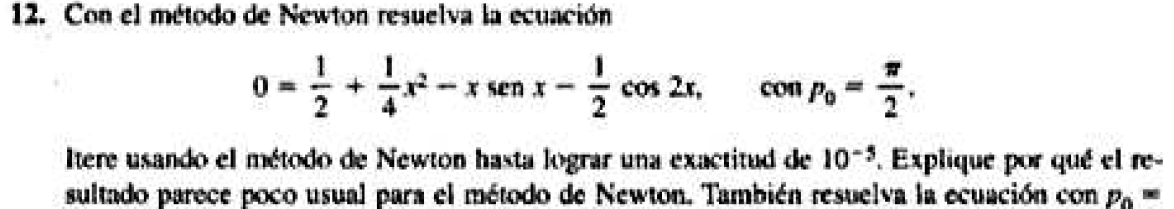 12. Con el método de Newton resuelva la ecuación
0 = 1/2 + 1/4 x² − x sen x − 1/2 cos 2x, con p₀ = π/2.
Itere usando el método de Newton hasta lograr una exactitud de 10⁻⁵. Explique por qué el re-
sultado parece poco usual para el método de Newton. También resuelva la ecuación con p₀ =